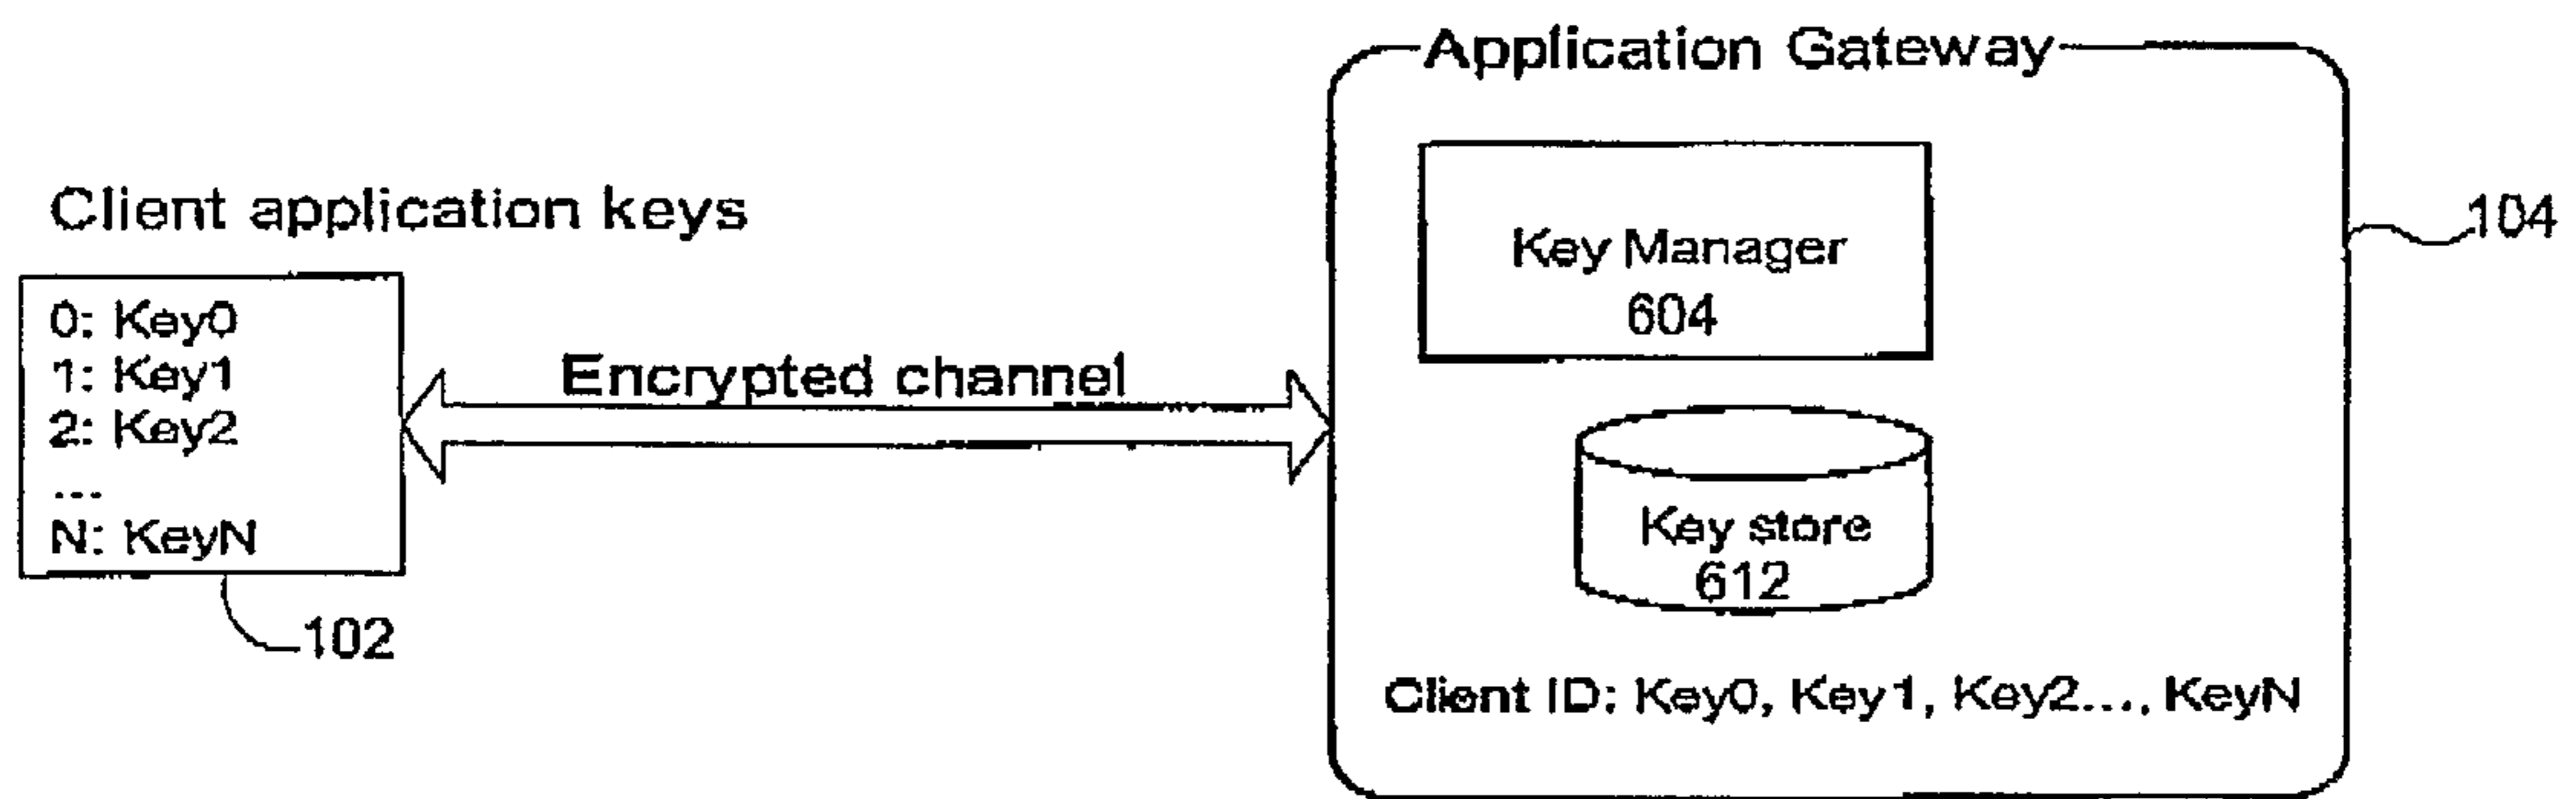 Application Gateway
Client application keys
104
Key Manager
604
0: Key0
1: Key1
2: Key2
...
N: KeyN
Encrypted channel
Key store
612
102
Client ID: Key0, Key1, Key2..., KeyN